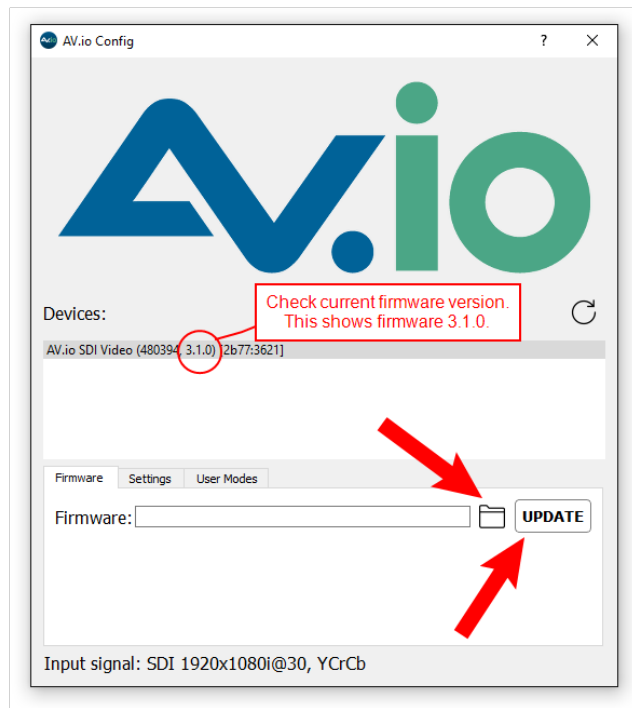 AV.io Config
AV.io
Check current firmware version.
This shows firmware 3.1.0.
Devices:
AV.io SDI Video (480394, 3.1.0) [2b77:3621]
Firmware Settings User Modes
Firmware: UPDATE
Input signal: SDI 1920x1080i@30, YCrCb